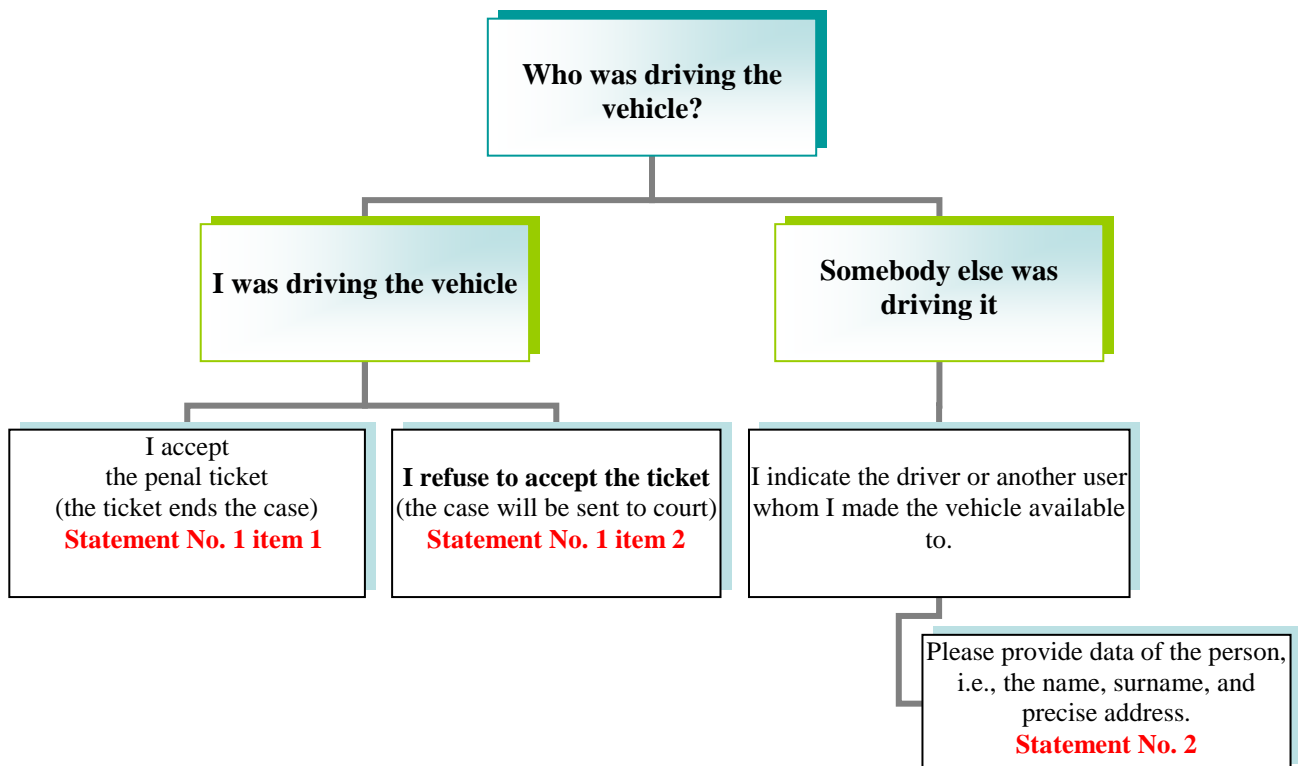 Who was driving the
vehicle?
I was driving the vehicle
Somebody else was
driving it
I accept
the penal ticket
(the ticket ends the case)
Statement No. 1 item 1
I refuse to accept the ticket
(the case will be sent to court)
Statement No. 1 item 2
I indicate the driver or another user
whom I made the vehicle available
to.
Please provide data of the person,
i.e., the name, surname, and
precise address.
Statement No. 2